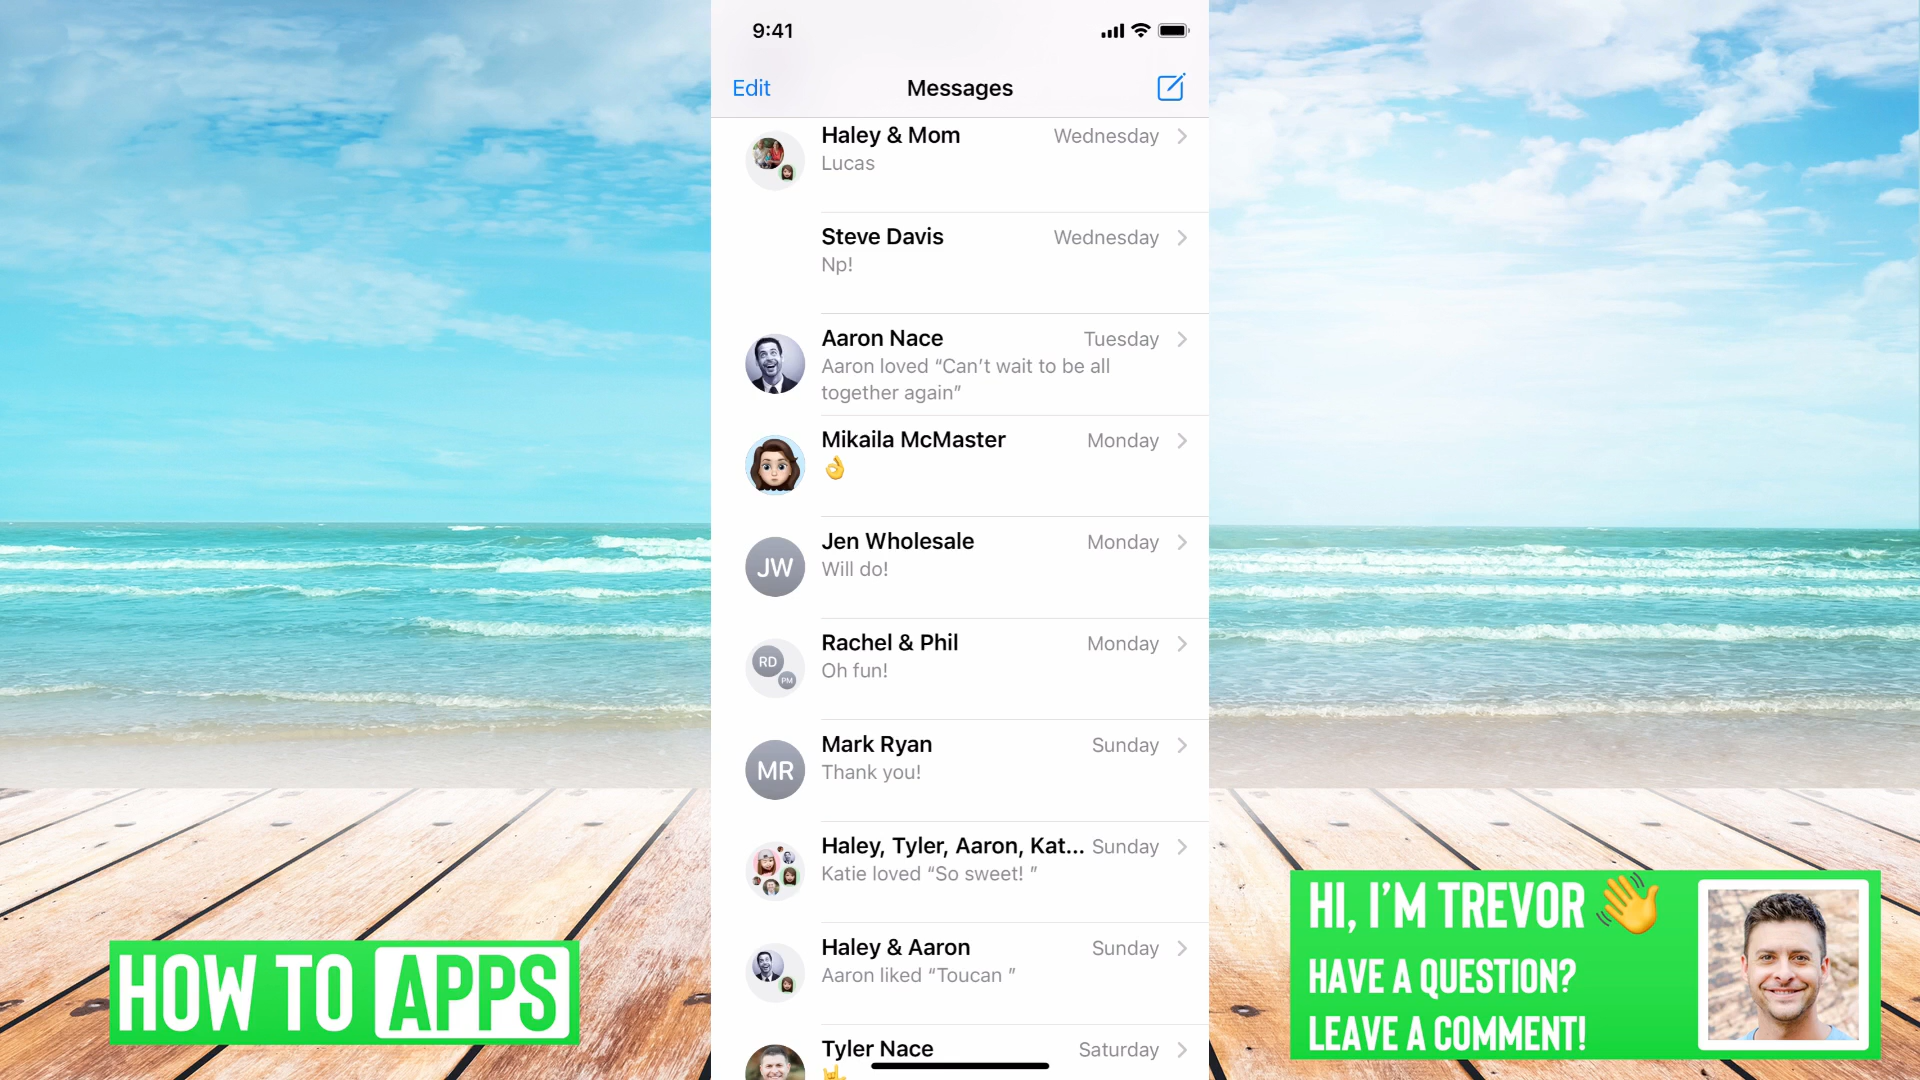 9:41
Edit
Messages
Haley & Mom
Wednesday
Lucas
Steve Davis
Wednesday
Np!
Aaron Nace
Tuesday
Aaron loved “Can’t wait to be all
together again”
Mikaila McMaster
Monday
👌
JW
Jen Wholesale
Monday
Will do!
RD
PM
Rachel & Phil
Monday
Oh fun!
MR
Mark Ryan
Sunday
Thank you!
Haley, Tyler, Aaron, Kat...
Sunday
Katie loved “So sweet! ”
Haley & Aaron
Sunday
Aaron liked “Toucan ”
Tyler Nace
Saturday
HOW TO APPS
HI, I’M TREVOR 👋
HAVE A QUESTION?
LEAVE A COMMENT!